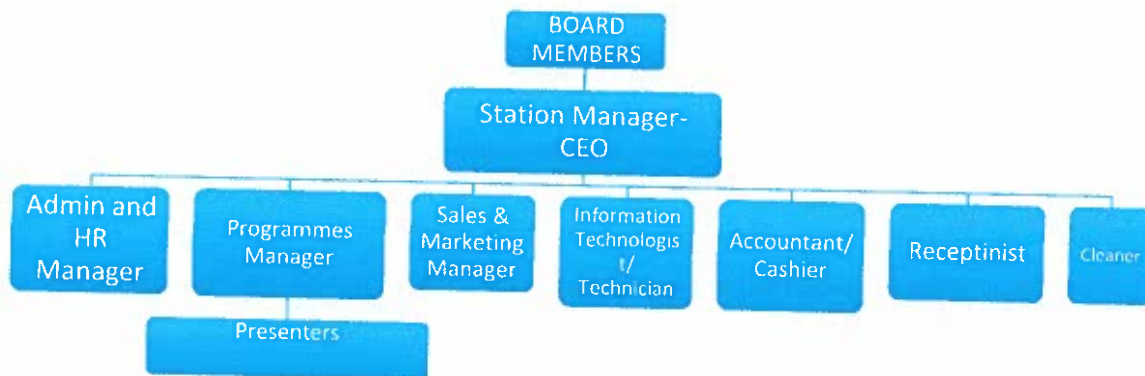 BOARD
MEMBERS
Station Manager-
CEO
Admin and
HR
Manager
Programmes
Manager
Sales &
Marketing
Manager
Information
Technologis
t/
Technician
Accountant/
Cashier
Receptinist
Cleaner
Presenters